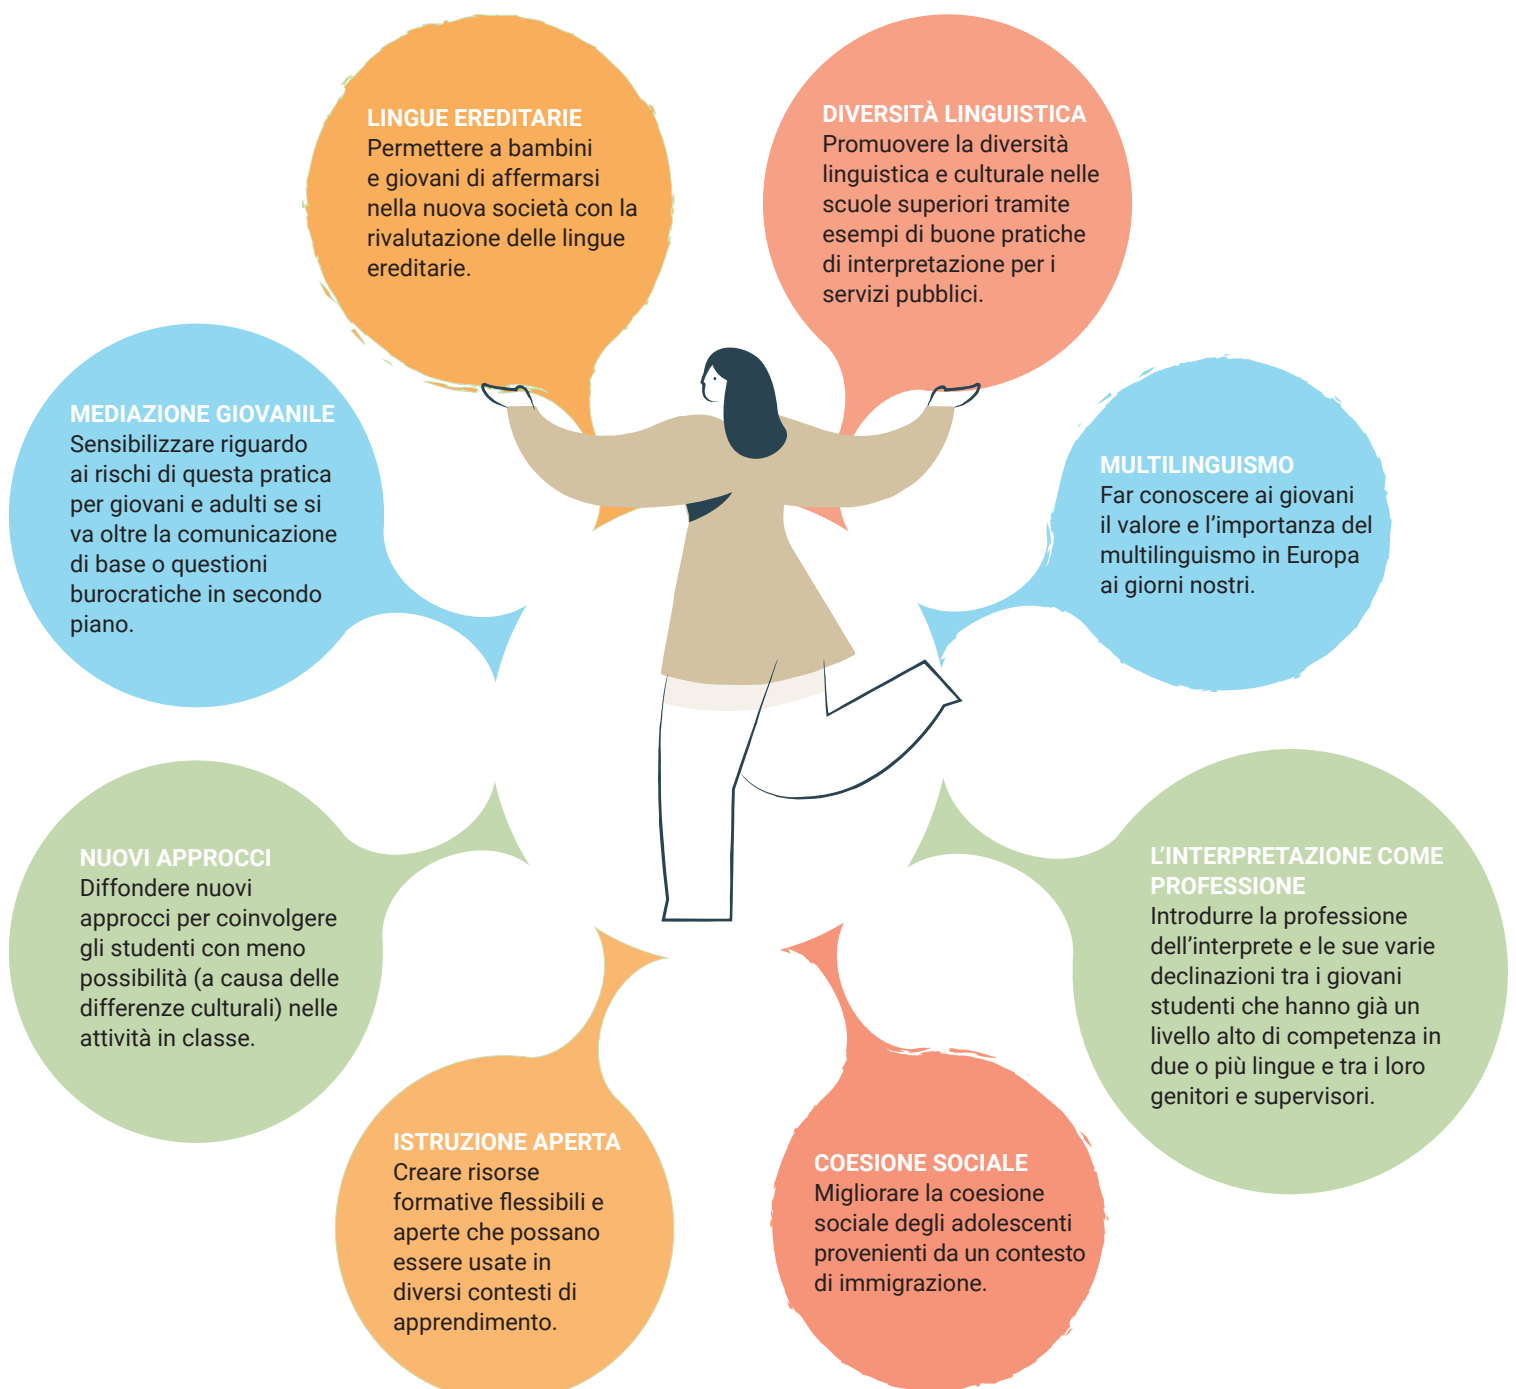 LINGUE EREDITARIE
Permettere a bambini
e giovani di affermarsi
nella nuova società con la
rivalutazione delle lingue
ereditarie.
DIVERSITÀ LINGUISTICA
Promuovere la diversità
linguistica e culturale nelle
scuole superiori tramite
esempi di buone pratiche
di interpretazione per i
servizi pubblici.
MEDIAZIONE GIOVANILE
Sensibilizzare riguardo
ai rischi di questa pratica
per giovani e adulti se si
va oltre la comunicazione
di base o questioni
burocratiche in secondo
piano.
MULTILINGUISMO
Far conoscere ai giovani
il valore e l’importanza del
multilinguismo in Europa
ai giorni nostri.
NUOVI APPROCCI
Diffondere nuovi
approcci per coinvolgere
gli studenti con meno
possibilità (a causa delle
differenze culturali) nelle
attività in classe.
L’INTERPRETAZIONE COME
PROFESSIONE
Introdurre la professione
dell’interprete e le sue varie
declinazioni tra i giovani
studenti che hanno già un
livello alto di competenza in
due o più lingue e tra i loro
genitori e supervisori.
ISTRUZIONE APERTA
Creare risorse
formative flessibili e
aperte che possano
essere usate in
diversi contesti di
apprendimento.
COESIONE SOCIALE
Migliorare la coesione
sociale degli adolescenti
provenienti da un contesto
di immigrazione.